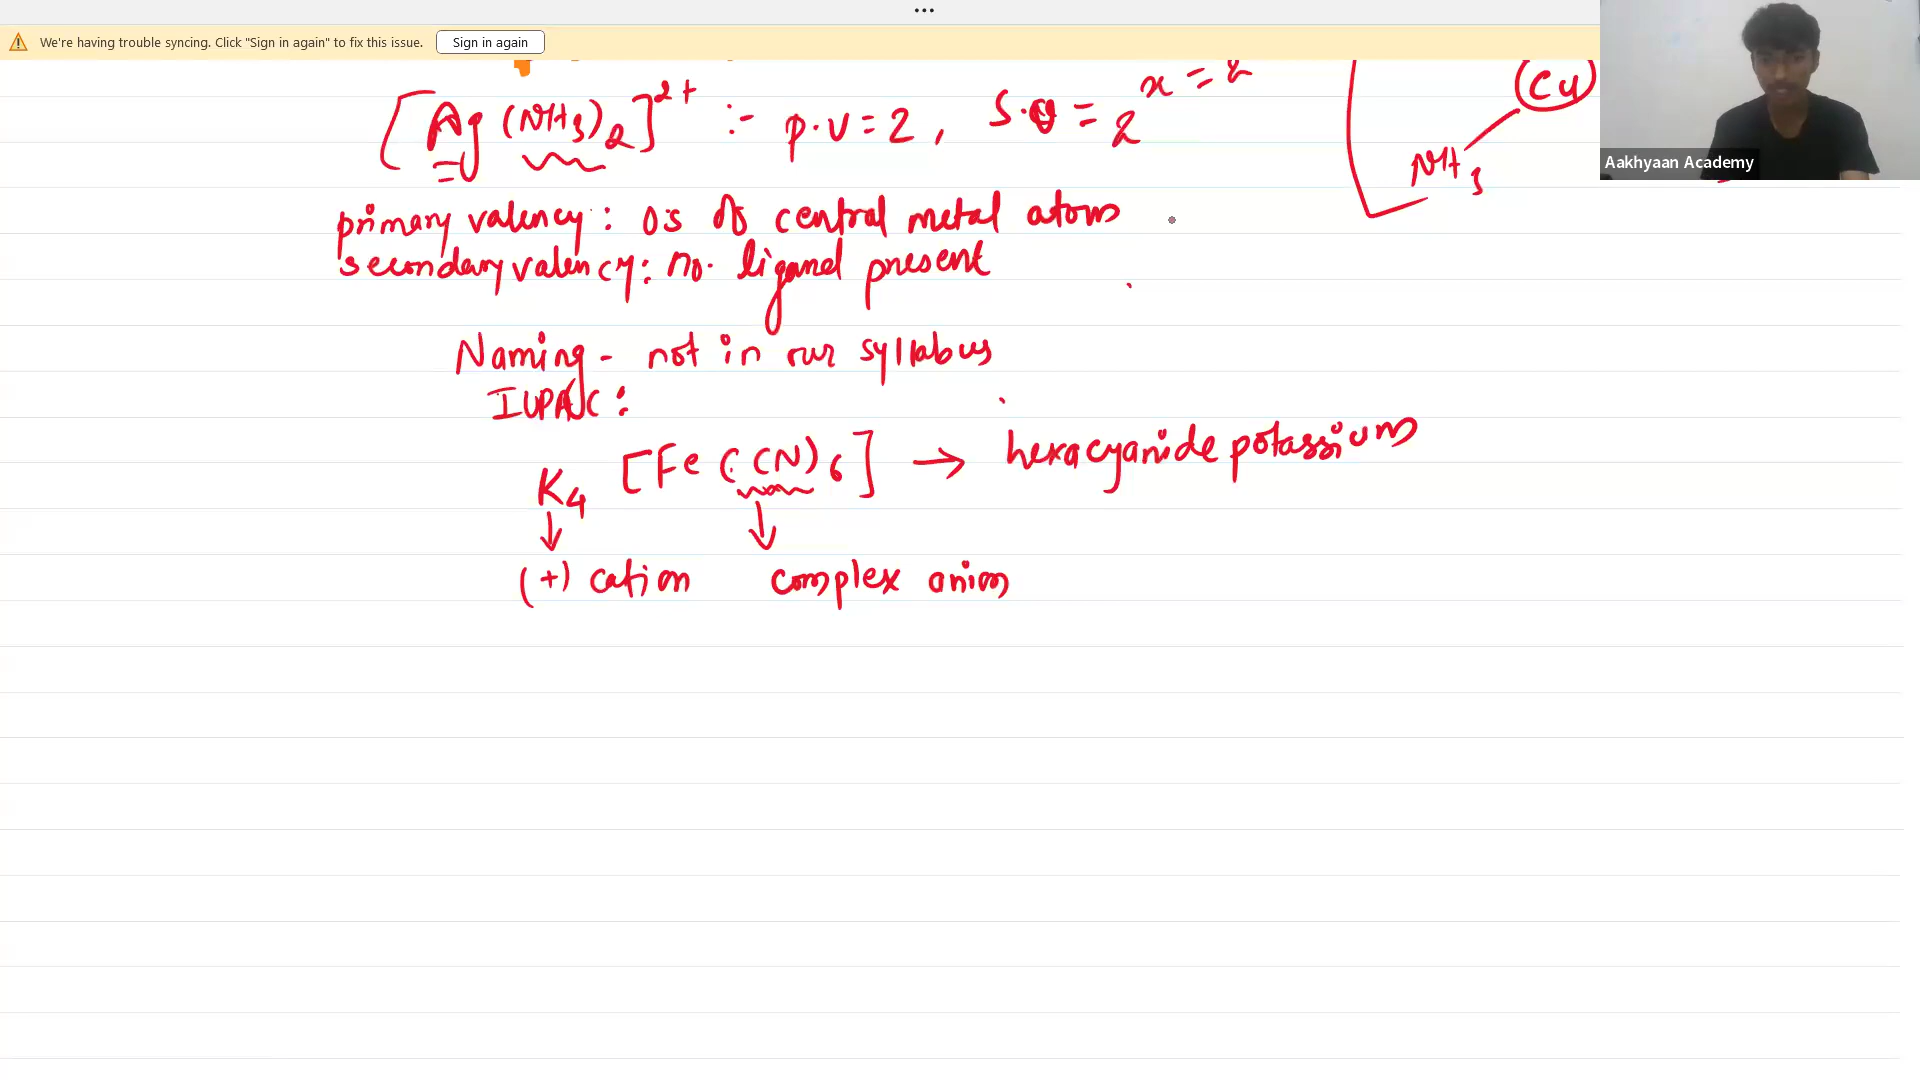 We're having trouble syncing. Click "Sign in again" to fix this issue. Sign in again
[Ag(NH3)2]2+ :- p.v = 2, s.v = 2
x = 2
Cu
NH3
Aakhyaan Academy
primary valency : os of central metal atom
secondary valency : no. ligand present
Naming - not in our syllabus
IUPAC :
K4 [Fe(CN)6] → hexacyanide potassium
(+) cation complex anion